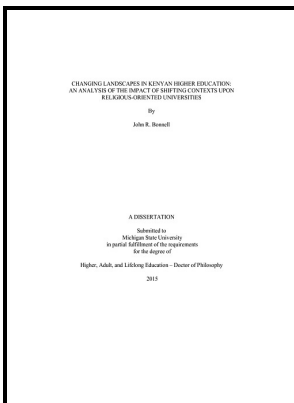 CHANGING LANDSCAPES IN KENYAN HIGHER EDUCATION:
AN ANALYSIS OF THE IMPACT OF SHIFTING CONTEXTS UPON
RELIGIOUS-ORIENTED UNIVERSITIES
By
John R. Bonnell
A DISSERTATION
Submitted to
Michigan State University
in partial fulfillment of the requirements
for the degree of
Higher, Adult, and Lifelong Education – Doctor of Philosophy
2015